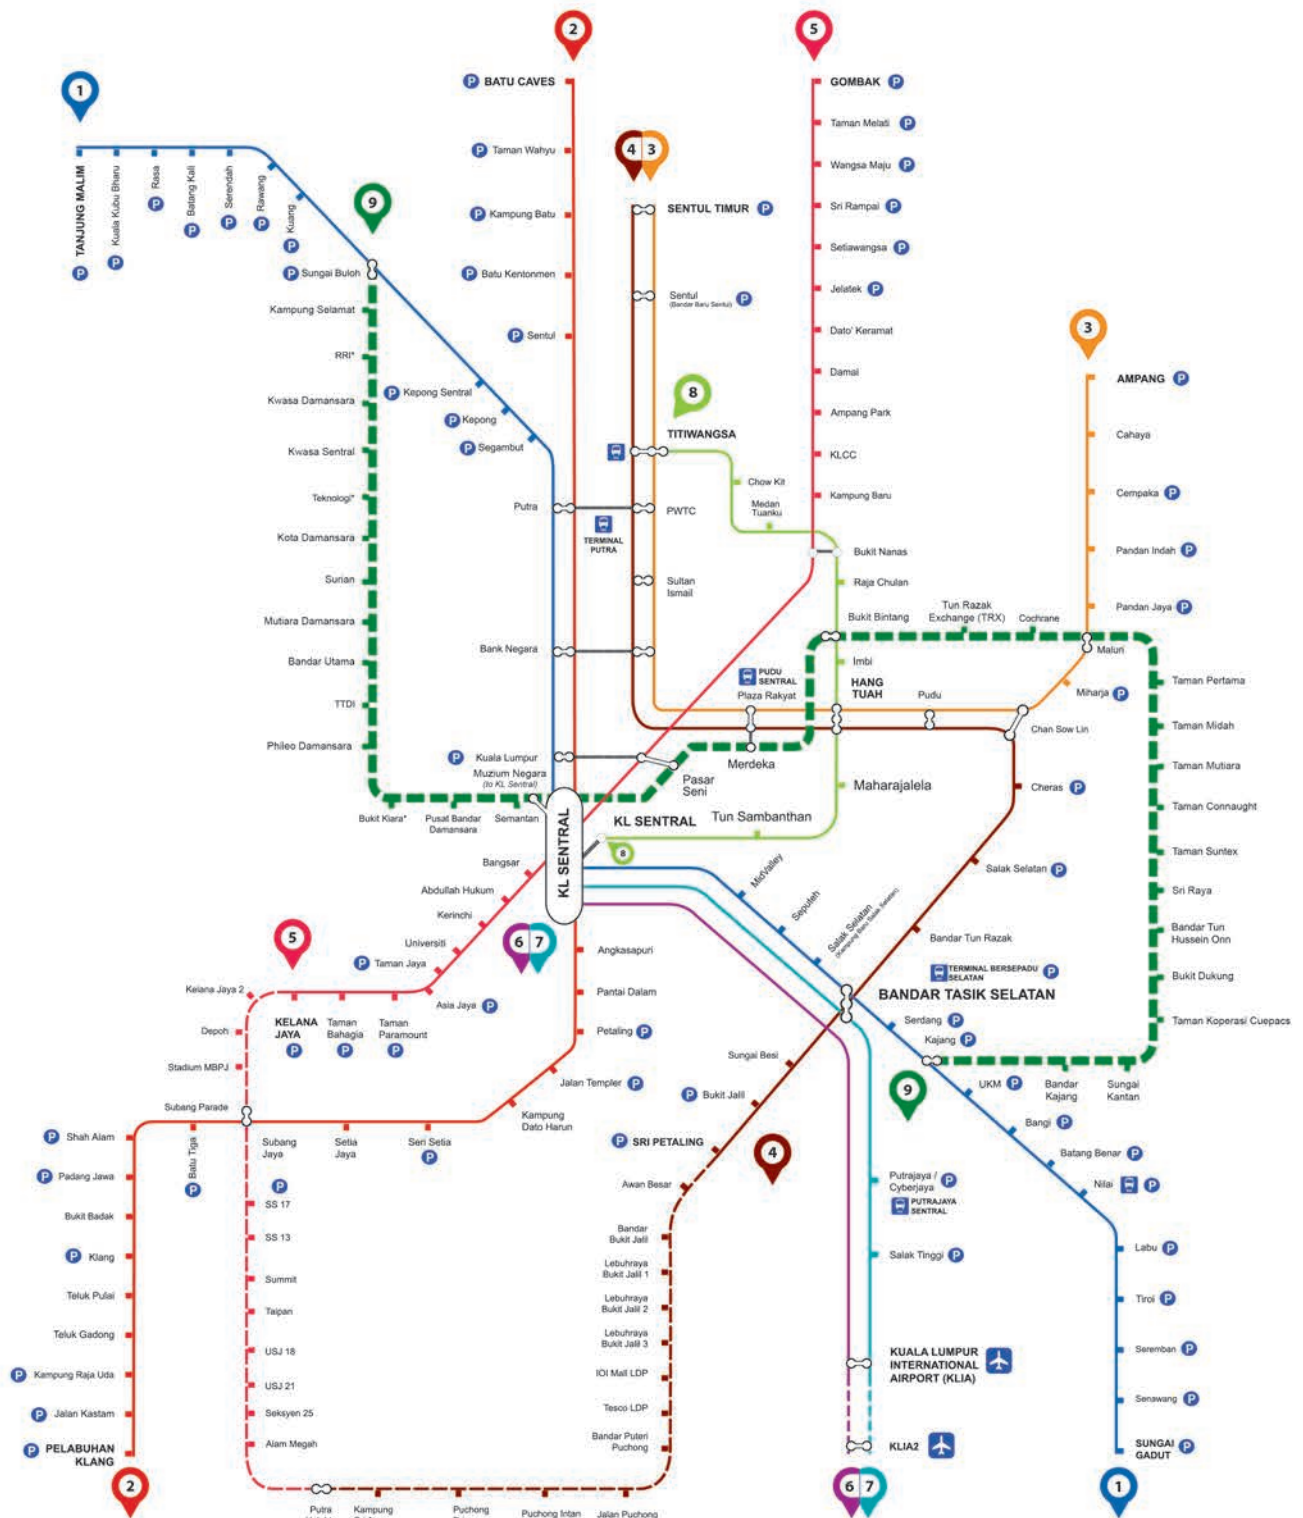 1
TANJUNG MALIM
P
Kuala Kubu Bharu
P
Rasa
P
Batang Kali
P
Serendah
P
Rawang
P
Kuang
P
9
P Sungai Buloh
Kampung Selamat
RRI*
Kwasa Damansara
Kwasa Sentral
Teknologi*
Kota Damansara
Surian
Mutiara Damansara
Bandar Utama
TTDI
Phileo Damansara
Bukit Kiara*
Pusat Bandar
Damansara
Semantan
P Kepong Sentral
P Kepong
P Segambut
Putra
Bank Negara
P Kuala Lumpur
Muzium Negara
(to KL Sentral)
2
P BATU CAVES
P Taman Wahyu
P Kampung Batu
P Batu Kentonmen
P Sentul
4 3
SENTUL TIMUR P
Sentul P
(Bandar Baru Sentul)
8
TITIWANGSA
TERMINAL
PUTRA
PWTC
Sultan
Ismail
Chow Kit
Medan
Tuanku
Bukit Nanas
Raja Chulan
Bukit Bintang
Imbi
HANG
TUAH
PUDU
SENTRAL
Plaza Rakyat
Merdeka
Pasar
Seni
Pudu
Maharajalela
Tun Sambanthan
KL SENTRAL
8
KL SENTRAL
5
GOMBAK P
Taman Melati P
Wangsa Maju P
Sri Rampai P
Setiawangsa P
Jelatek P
Dato' Keramat
Damai
Ampang Park
KLCC
Kampung Baru
3
AMPANG P
Cahaya
Cempaka P
Pandan Indah P
Pandan Jaya P
Tun Razak
Exchange (TRX)
Cochrane
Maluri
Miharja P
Chan Sow Lin
Cheras P
Salak Selatan P
Bandar Tun Razak
Taman Pertama
Taman Midah
Taman Mutiara
Taman Connaught
Taman Suntex
Sri Raya
Bandar Tun
Hussein Onn
Bukit Dukung
Taman Koperasi Cuepacs
Sungai
Kantan
Bandar
Kajang
9
MidValley
Seputeh
Salak Selatan
(Kampung Baru Salak Selatan)
TERMINAL BERSEPADU P
SELATAN
BANDAR TASIK SELATAN
Serdang P
Kajang P
UKM P
Bangi P
Batang Benar P
Nilai P
Labu P
Tiroi P
Seremban P
Senawang P
SUNGAI P
GADUT
1
Bangsar
Abdullah Hukum
Kerinchi
Universiti
P Taman Jaya
Asia Jaya P
Taman
Paramount
P
Taman
Bahagia
P
5
KELANA
JAYA
P
Kelana Jaya 2
Depoh
Stadium MBPJ
Subang Parade
6 7
Angkasapuri
Pantai Dalam
Petaling P
Jalan Templer P
Kampung
Dato Harun
Seri Setia
P
Setia
Jaya
Subang
Jaya
P
Batu Tiga
P
P Shah Alam
P Padang Jawa
Bukit Badak
P Klang
Teluk Pulai
Teluk Gadong
P Kampung Raja Uda
P Jalan Kastam
P PELABUHAN
KLANG
2
SS 17
SS 13
Summit
Taipan
USJ 18
USJ 21
Seksyen 25
Alam Megah
Putra
Kampung
Puchong
Puchong Intan
Jalan Puchong
Sungai Besi
P Bukit Jalil
P SRI PETALING
4
Awan Besar
Bandar
Bukit Jalil
Lebuhraya
Bukit Jalil 1
Lebuhraya
Bukit Jalil 2
Lebuhraya
Bukit Jalil 3
IOI Mall LDP
Tesco LDP
Bandar Puteri
Puchong
Putrajaya / P
Cyberjaya
PUTRAJAYA
SENTRAL
Salak Tinggi P
KUALA LUMPUR
INTERNATIONAL
AIRPORT (KLIA)
KLIA2
6 7